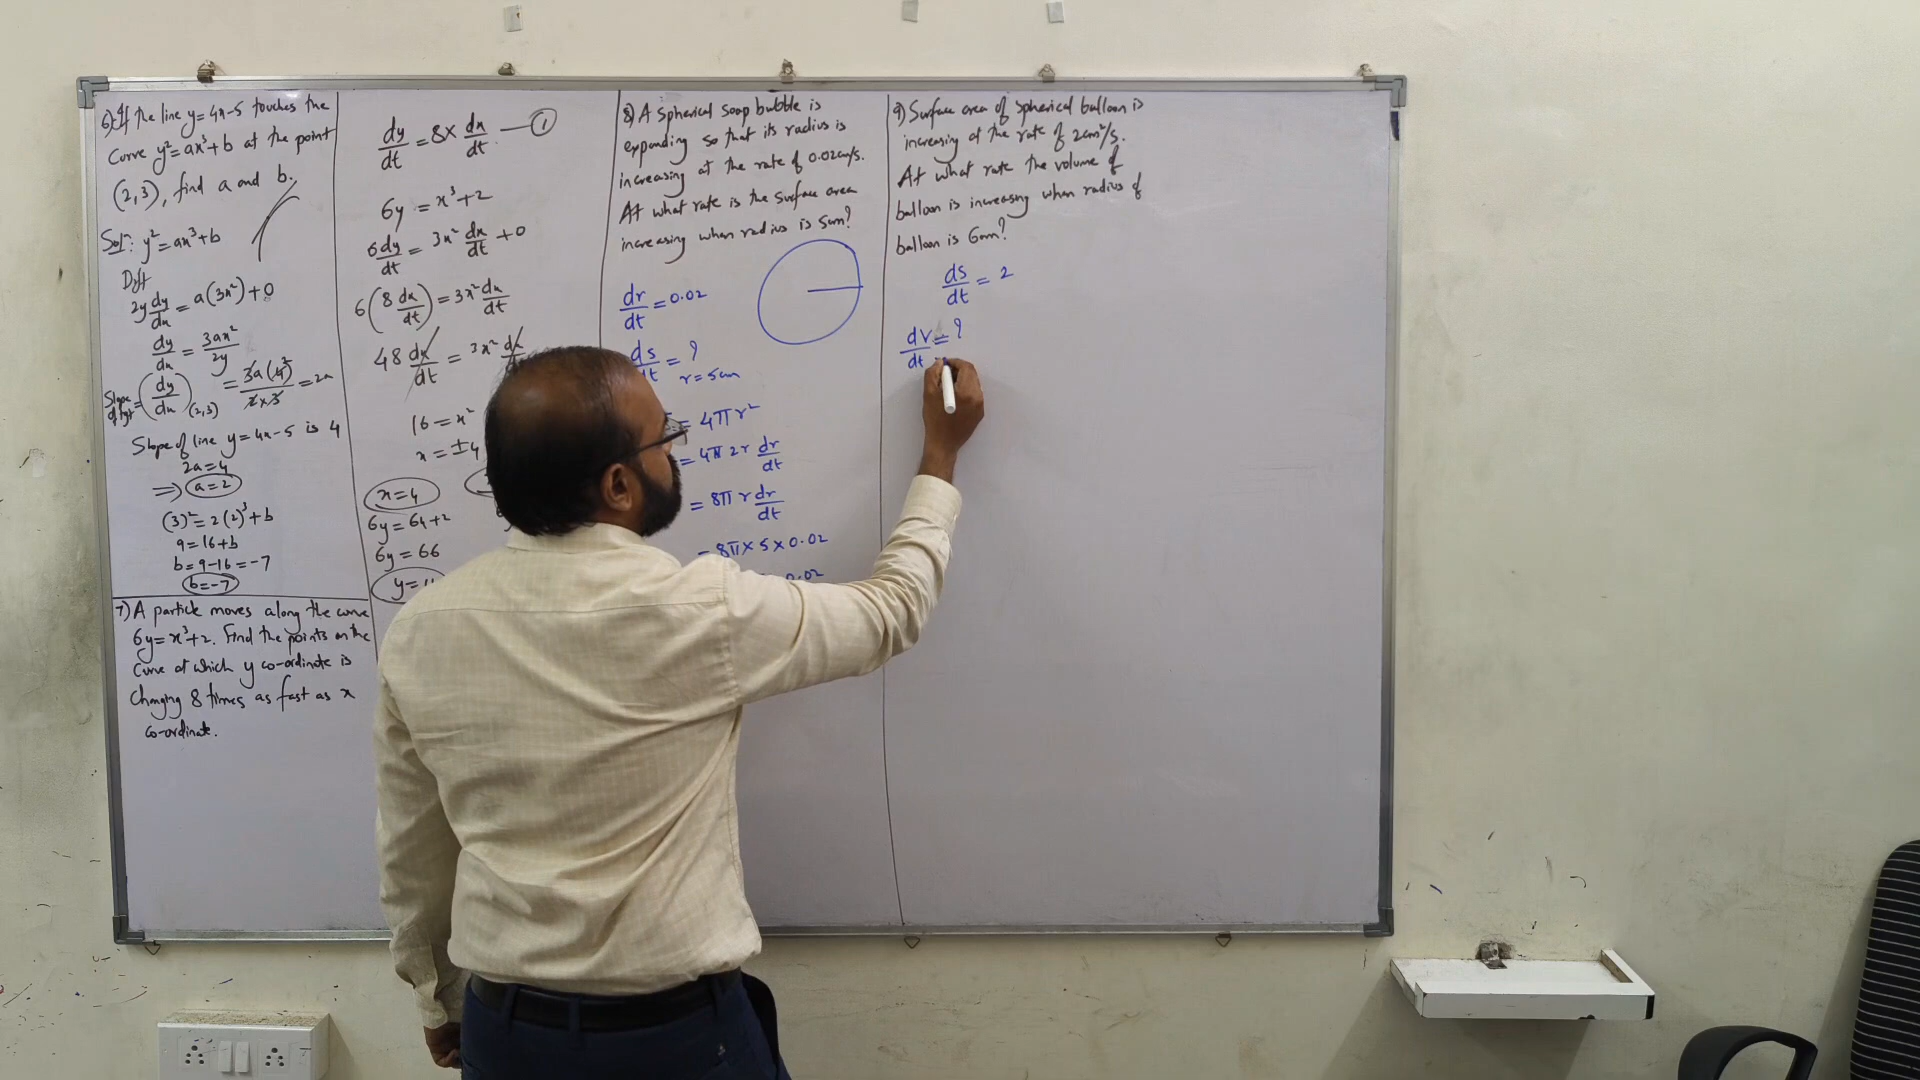 6) If the line y=4x-5 touches the
curve y²=ax³+b at the point
(2,3), find a and b.
Sol: y²=ax³+b
Diff
2y dy/dx = a(3x²)+0
dy/dx = 3ax²/2y
Slope of tgt = (dy/dx)(2,3) = 3a(4)/2×3 = 2a
Slope of line y=4x-5 is 4
2a=4
⇒ a=2
(3)²=2(2)³+b
9=16+b
b=9-16=-7
b=-7
7) A particle moves along the curve
6y=x³+2. Find the points on the
curve at which y co-ordinate is
changing 8 times as fast as x
co-ordinate.
dy/dt = 8× dx/dt —①
6y = x³+2
6dy/dt = 3x² dx/dt +0
6(8 dx/dt) = 3x² dx/dt
48 dx/dt = 3x²
16=x²
x=±4
x=4
6y=64+2
6y=66
8) A Spherical soap bubble is
expanding so that its radius is
increasing at the rate of 0.02cm/s.
At what rate is the surface area
increasing when radius is 5cm?
dr/dt = 0.02
ds/dt = ?
r=5cm
= 4πr²
= 4π 2r dr/dt
= 8π r dr/dt
= 8π×5×0.02
0.02
9) Surface area of spherical balloon is
increasing at the rate of 2cm²/s.
At what rate the volume of
balloon is increasing when radius of
balloon is 6cm?
ds/dt = 2
dV/dt = ?